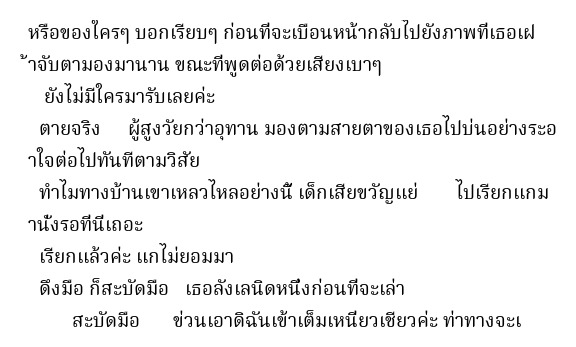 หรือของใครๆ บอกเรียบๆ ก่อนที่จะเบือนหน้ากลับไปยังภาพที่เธอเฝ
้าจับตามองมานาน ขณะที่พูดต่อด้วยเสียงเบาๆ
ยังไม่มีใครมารับเลยค่ะ
ตายจริง ผู้สูงวัยกว่าอุทาน มองตามสายตาของเธอไปบ่นอย่างระอ
าใจต่อไปทันทีตามวิสัย
ทำไมทางบ้านเขาเหลวไหลอย่างนี้ เด็กเสียขวัญแย่ ไปเรียกแกม
านั่งรอที่นี่เถอะ
เรียกแล้วค่ะ แกไม่ยอมมา
ดึงมือ ก็สะบัดมือ เธอลังเลนิดหนึ่งก่อนที่จะเล่า
สะบัดมือ ข่วนเอาดิฉันเข้าเต็มเหนี่ยวเชียวค่ะ ท่าทางจะเ